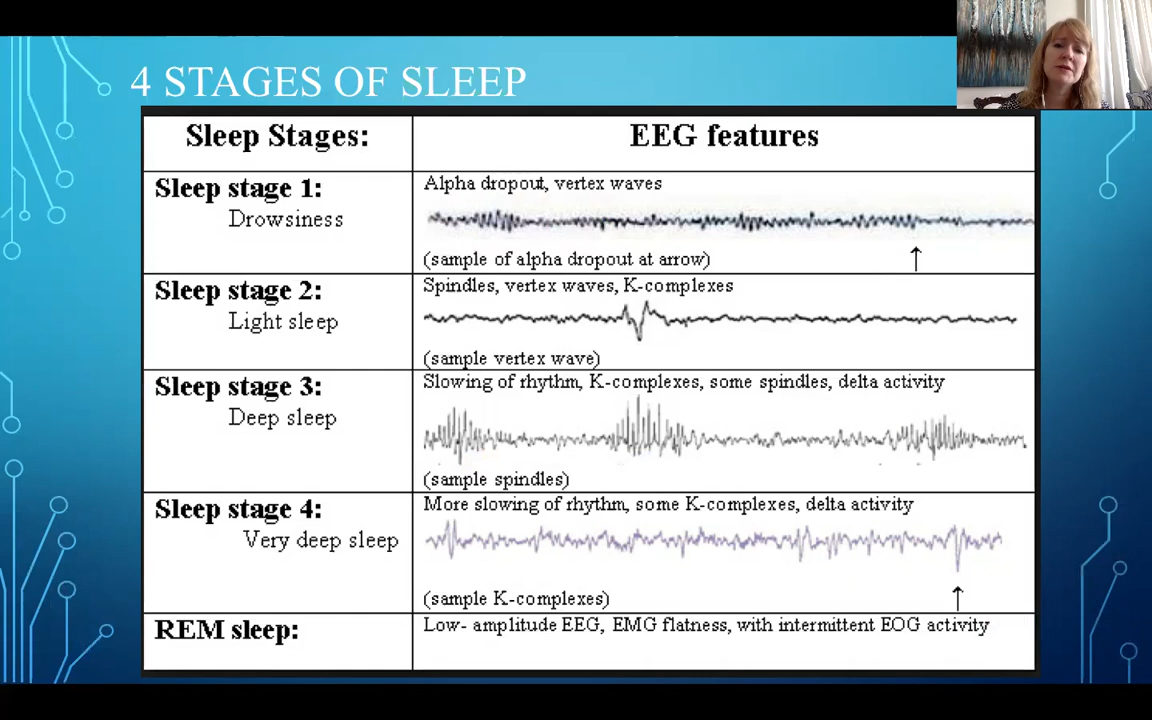 4 STAGES OF SLEEP
Sleep Stages:
EEG features
Sleep stage 1:
Drowsiness
Alpha dropout, vertex waves
(sample of alpha dropout at arrow)
Sleep stage 2:
Light sleep
Spindles, vertex waves, K-complexes
(sample vertex wave)
Sleep stage 3:
Deep sleep
Slowing of rhythm, K-complexes, some spindles, delta activity
(sample spindles)
Sleep stage 4:
Very deep sleep
More slowing of rhythm, some K-complexes, delta activity
(sample K-complexes)
REM sleep:
Low- amplitude EEG, EMG flatness, with intermittent EOG activity